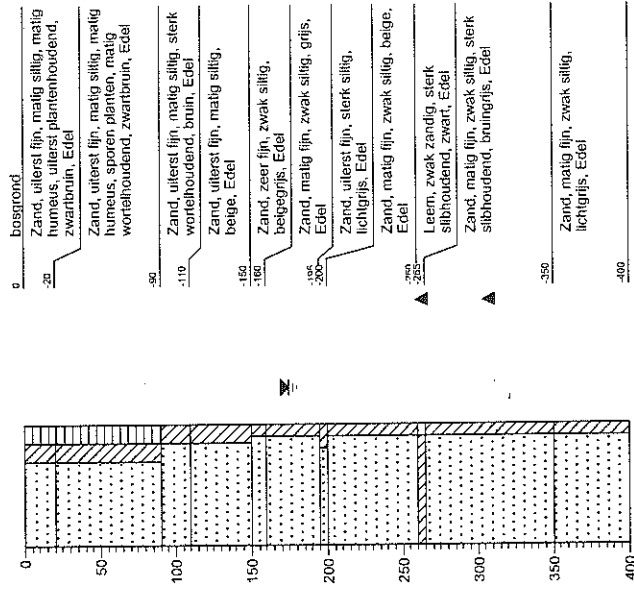 0
50
100
150
200
250
300
350
400
0
bosgrond
Zand, uiterst fijn, matig siltig, matig
humeus, uiterst plantenhoudend,
zwartbruin, Edel
-20
Zand, uiterst fijn, matig siltig, matig
humeus, sporen planten, matig
wortelhoudend, zwartbruin, Edel
-90
Zand, uiterst fijn, matig siltig, sterk
wortelhoudend, bruin, Edel
-110
Zand, uiterst fijn, matig siltig,
beige, Edel
-150
Zand, zeer fijn, zwak siltig,
beigegrijs, Edel
-160
Zand, matig fijn, zwak siltig, grijs,
Edel
-195
Zand, uiterst fijn, sterk siltig,
lichtgrijs, Edel
-200
Zand, matig fijn, zwak siltig, beige,
Edel
-260
Leem, zwak zandig, sterk
slibhoudend, zwart, Edel
-265
Zand, matig fijn, zwak siltig, sterk
slibhoudend, bruingrijs, Edel
-350
Zand, matig fijn, zwak siltig,
lichtgrijs, Edel
-400